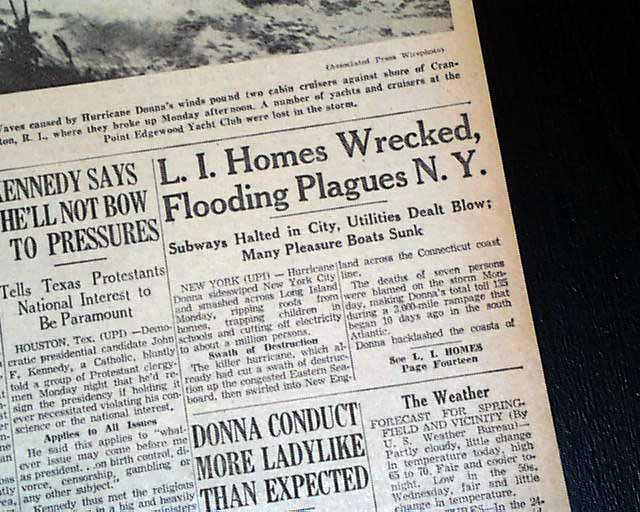 (Associated Press Wirephoto)
Waves caused by Hurricane Donna's winds pound two cabin cruisers against shore of Cran-
R. I., where they broke up Monday afternoon. A number of yachts and cruisers at the
Point Edgewood Yacht Club were lost in the storm.
KENNEDY SAYS
HE'LL NOT BOW
TO PRESSURES
Tells Texas Protestants
National Interest to
Be Paramount
HOUSTON, Tex. (UPD —Demo-
cratic presidential candidate John
F. Kennedy, a Catholic, bluntly
told a group of Protestant clergy-
men Monday night that he'd re-
sign the presidency if holding it
ever necessitated violating his con-
science or the national interest.
Applies to All Issues
He said this applies to "what-
ever issue may come before me
as president. . on birth control, di-
vorce, censorship, gambling or
any other subject."
Kennedy thus met the religious
in a big and heavily
L. I. Homes Wrecked,
Flooding Plagues N. Y.
Subways Halted in City, Utilities Dealt Blow;
Many Pleasure Boats Sunk
NEW YORK (UPI) — Hurricane
Donna sideswiped New York City
and smashed across Long Island
Monday, ripping roofs from
homes, trapping children in
schools and cutting off electricity
to about a million persons.
Swath of Destruction
The killer hurricane, which al-
ready had cut a swath of destruc-
tion up the congested Eastern Sea-
board, then swirled into New Eng-
land across the Connecticut coast
line.
The deaths of seven persons
were blamed on the storm Mon-
day, making Donna's total toll 135
during a 3,000-mile rampage that
began 10 days ago in the south
Atlantic.
Donna backlashed the coasts of
See L. I. HOMES
Page Fourteen
DONNA CONDUCT
MORE LADYLIKE
THAN EXPECTED
The Weather
FORECAST FOR SPRING-
FIELD AND VICINITY (By
U. S. Weather Bureau)—
Partly cloudy, little change
in temperature today, high
65 to 70. Fair and cooler to-
night. Low in the 50s.
Wednesday, fair and little
change in temperature.
IN the 24-